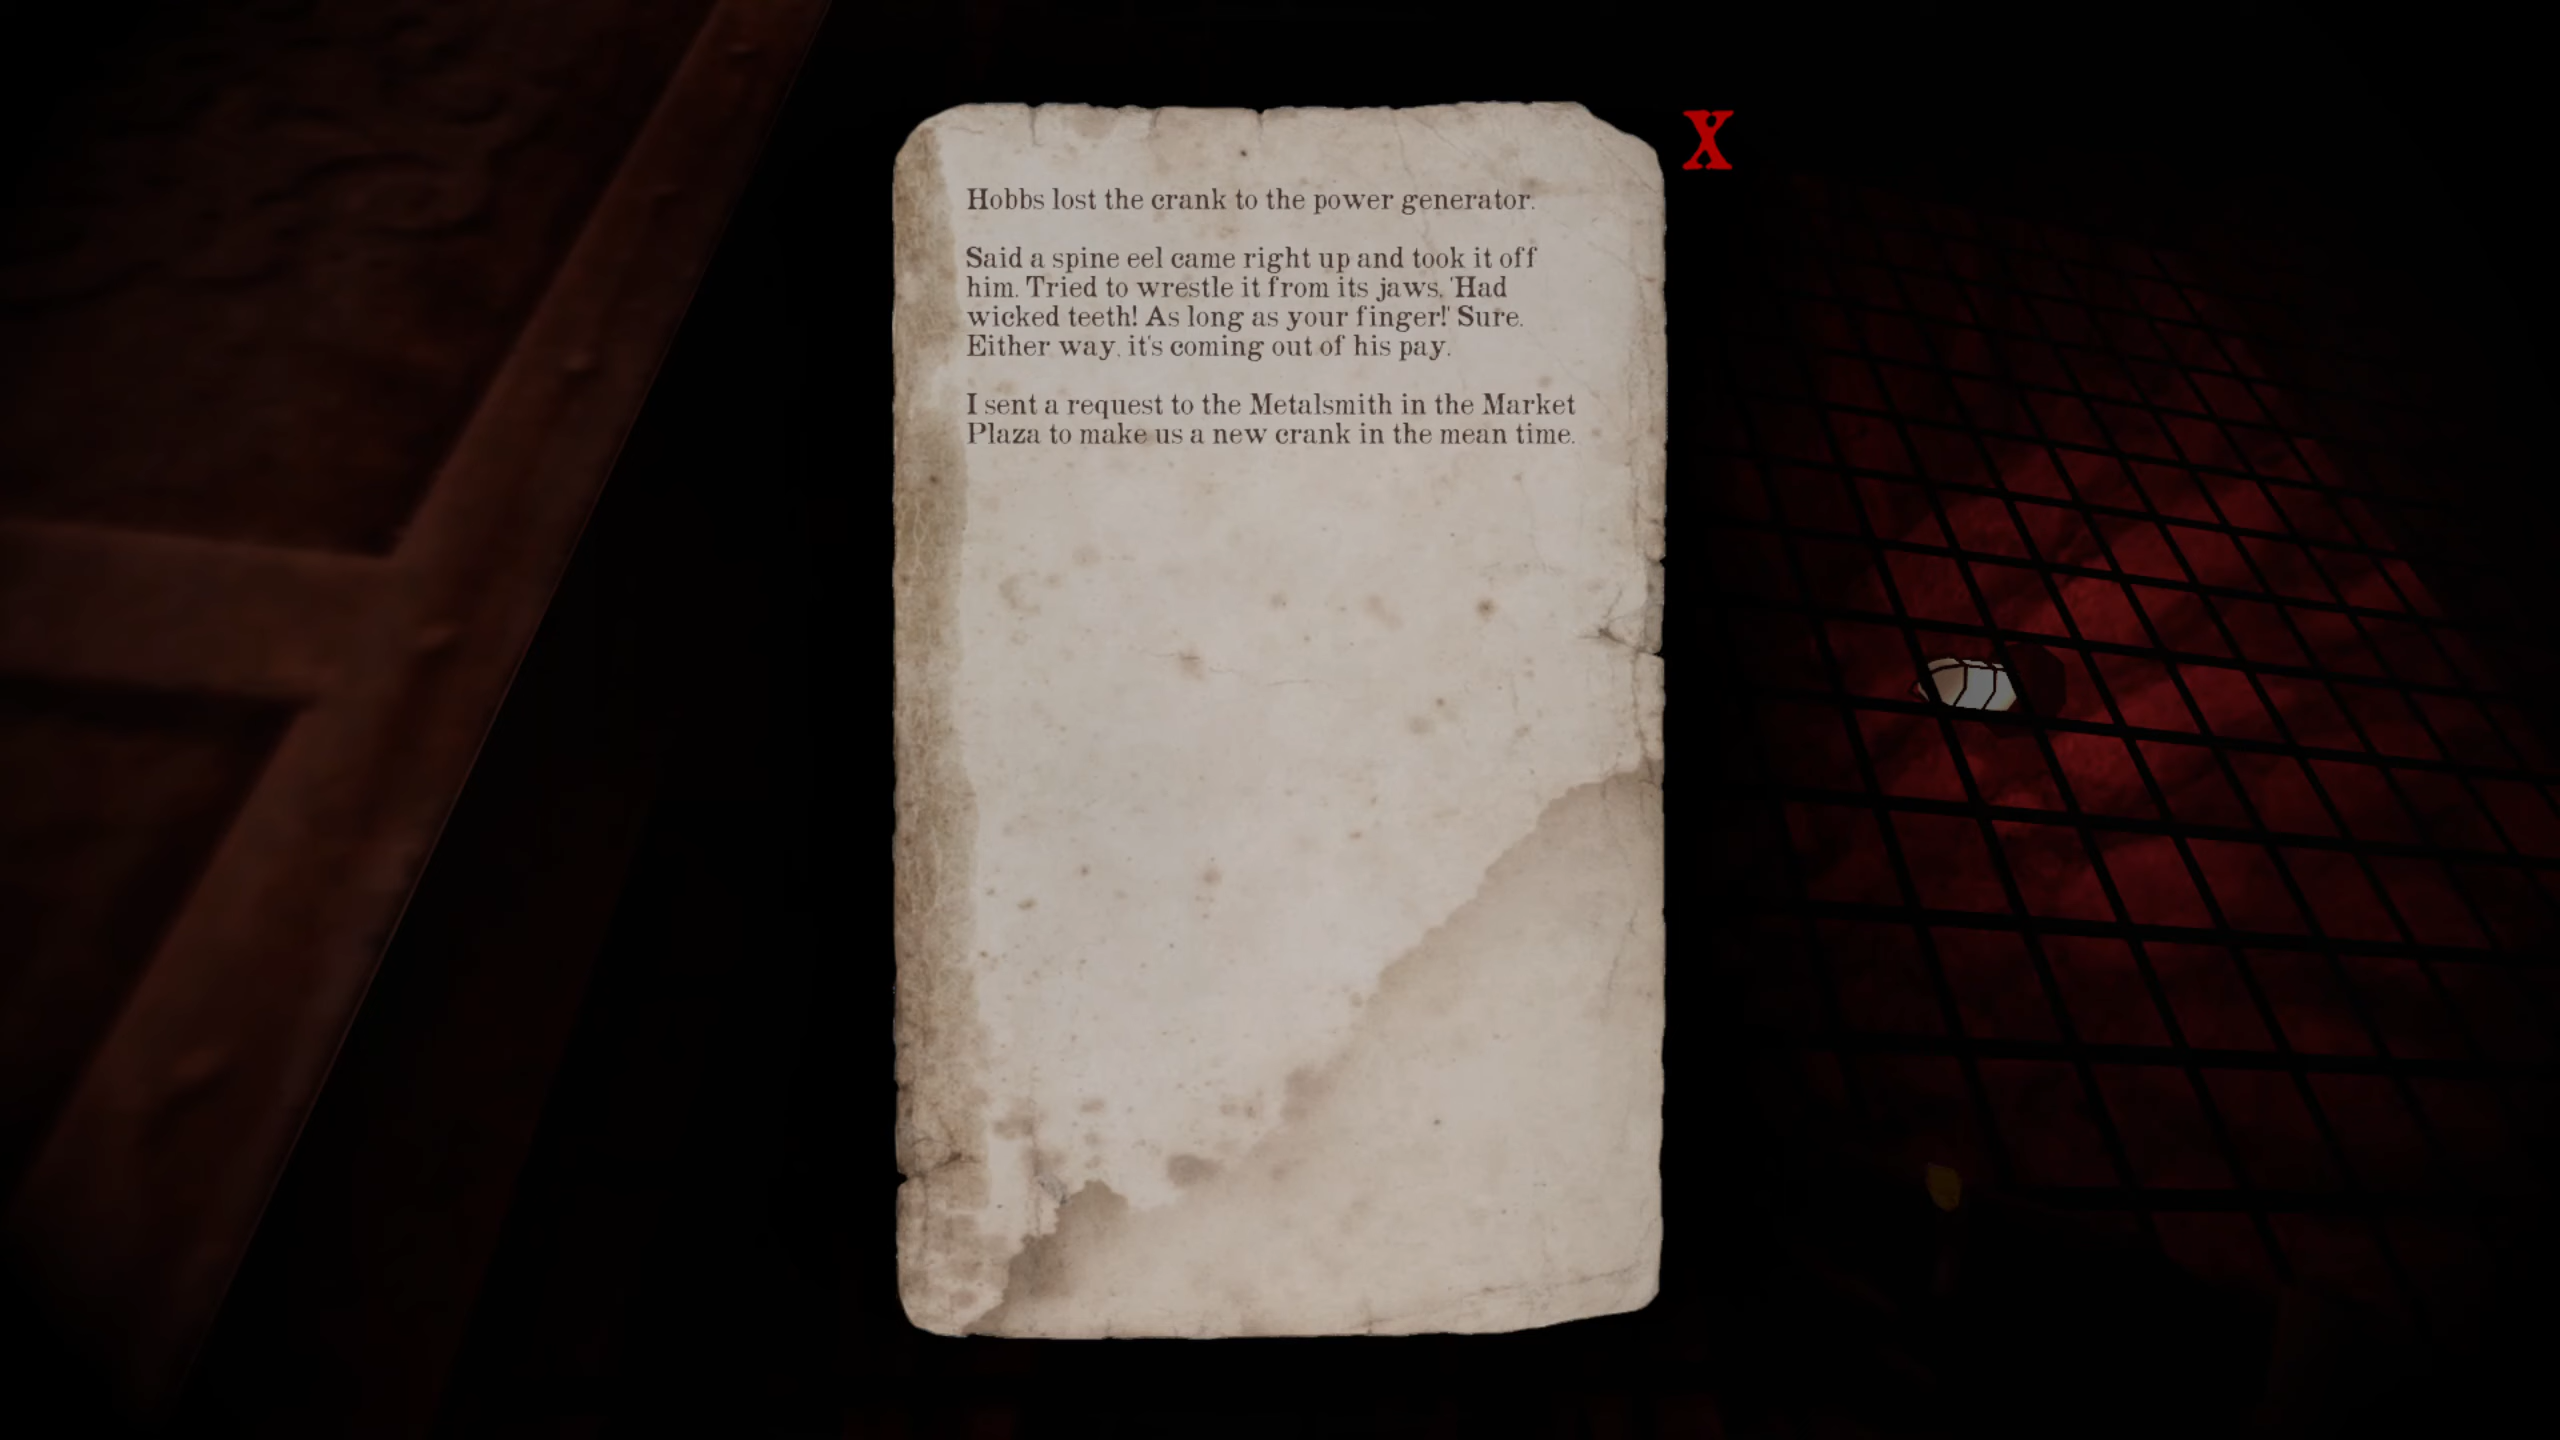 X
Hobbs lost the crank to the power generator.
Said a spine eel came right up and took it off
him. Tried to wrestle it from its jaws. 'Had
wicked teeth! As long as your finger!' Sure.
Either way, it's coming out of his pay.
I sent a request to the Metalsmith in the Market
Plaza to make us a new crank in the mean time.